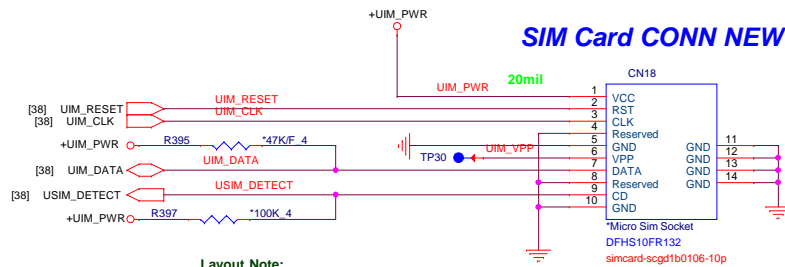 +UIM_PWR
SIM Card CONN NEW
CN18
UIM_PWR
20mil
1 VCC
[38] UIM_RESET UIM_RESET 2 RST
[38] UIM_CLK UIM_CLK 3 CLK
4 Reserved
+UIM_PWR R395 *47K/F_4 5 GND GND 11
TP30 UIM_VPP 6 VPP GND 12
[38] UIM_DATA UIM_DATA 7 DATA GND 13
8 Reserved GND 14
[38] USIM_DETECT USIM_DETECT 9 CD
10 GND
+UIM_PWR R397 *100K_4
*Micro Sim Socket
DFHS10FR132
simcard-scgd1b0106-10p
Layout Note: